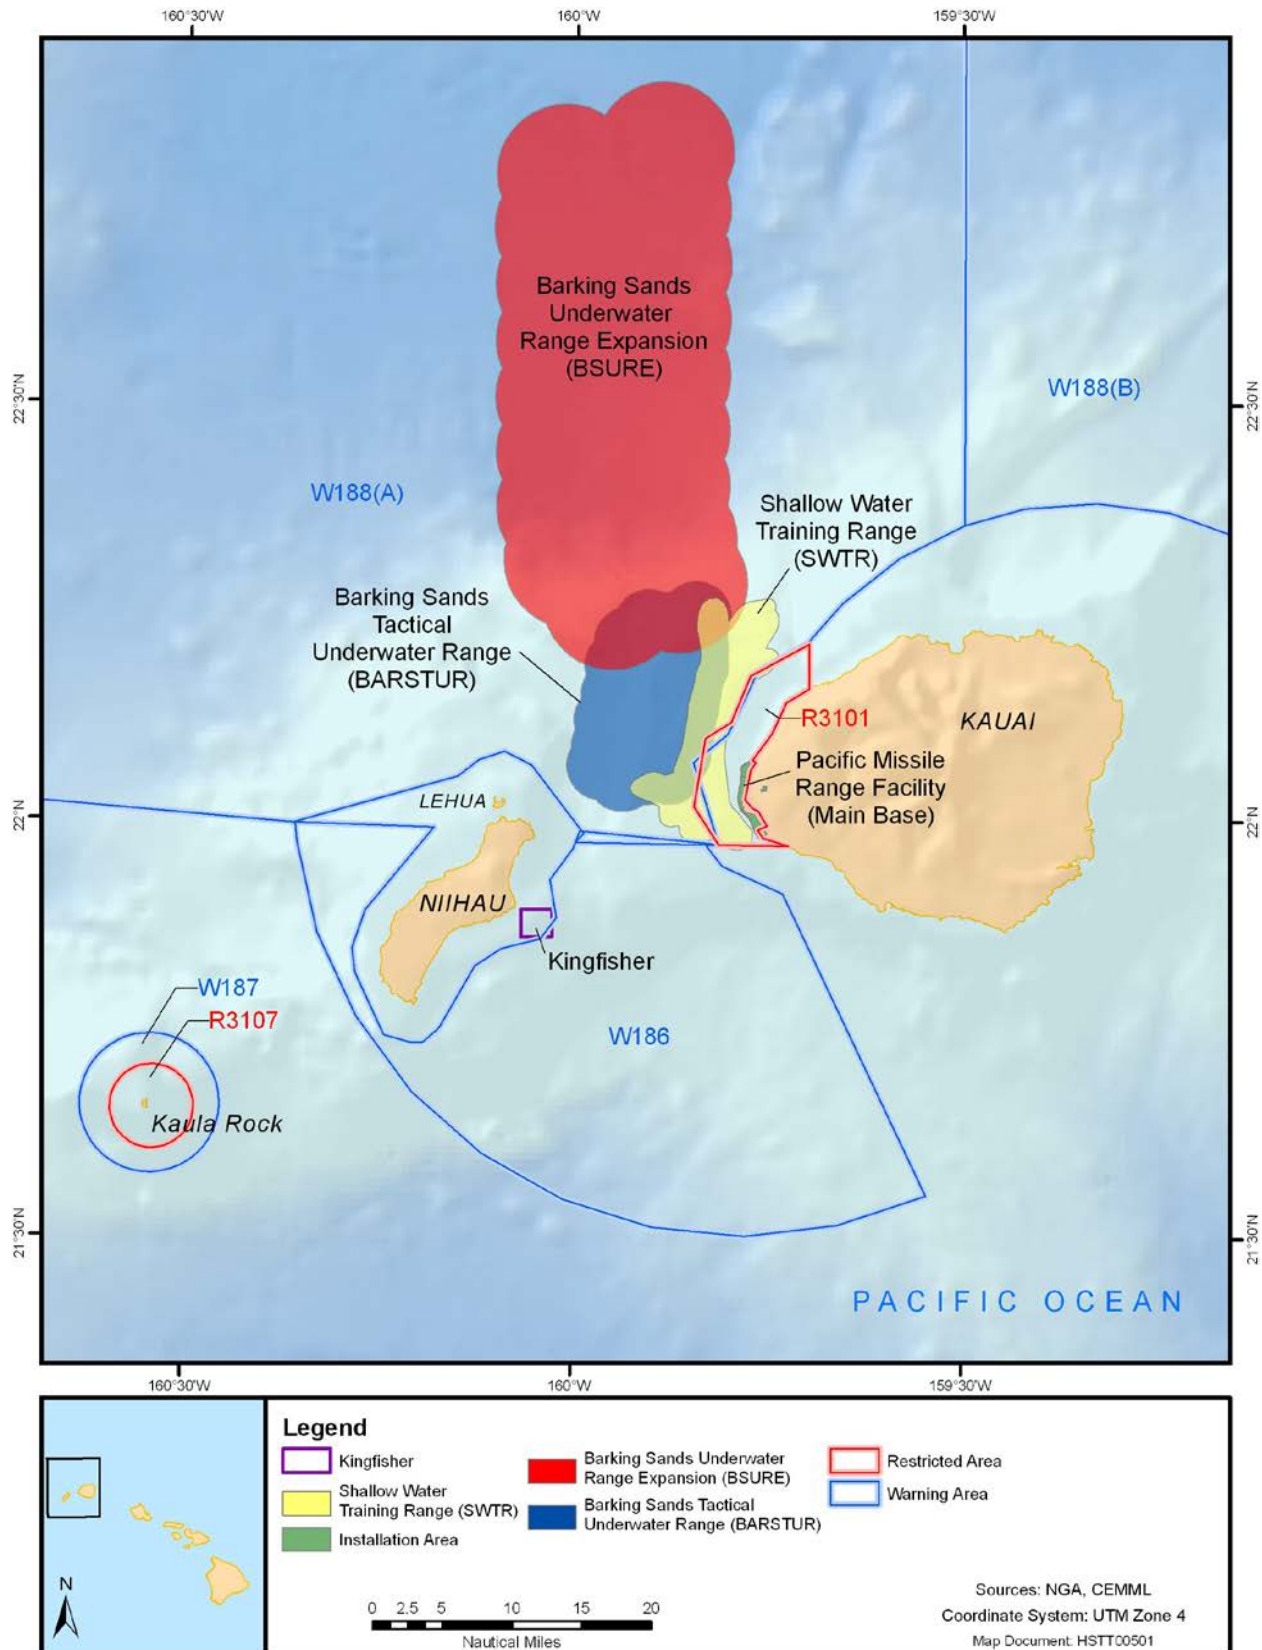 160°30'W
160°W
159°30'W
Barking Sands
Underwater
Range Expansion
(BSURE)
22°30'N
W188(B)
22°30'N
W188(A)
Shallow Water
Training Range
(SWTR)
Barking Sands
Tactical
Underwater Range
(BARSTUR)
R3101
KAUAI
Pacific Missile
Range Facility
(Main Base)
LEHUA
22°N
22°N
NIIHAU
Kingfisher
W187
R3107
W186
Kaula Rock
21°30'N
21°30'N
PACIFIC OCEAN
160°30'W
160°W
159°30'W
Legend
Kingfisher
Shallow Water
Training Range (SWTR)
Installation Area
Barking Sands Underwater
Range Expansion (BSURE)
Barking Sands Tactical
Underwater Range (BARSTUR)
Restricted Area
Warning Area
N
0 2.5 5 10 15 20
Nautical Miles
Sources: NGA, CEMML
Coordinate System: UTM Zone 4
Map Document: HSTT00501